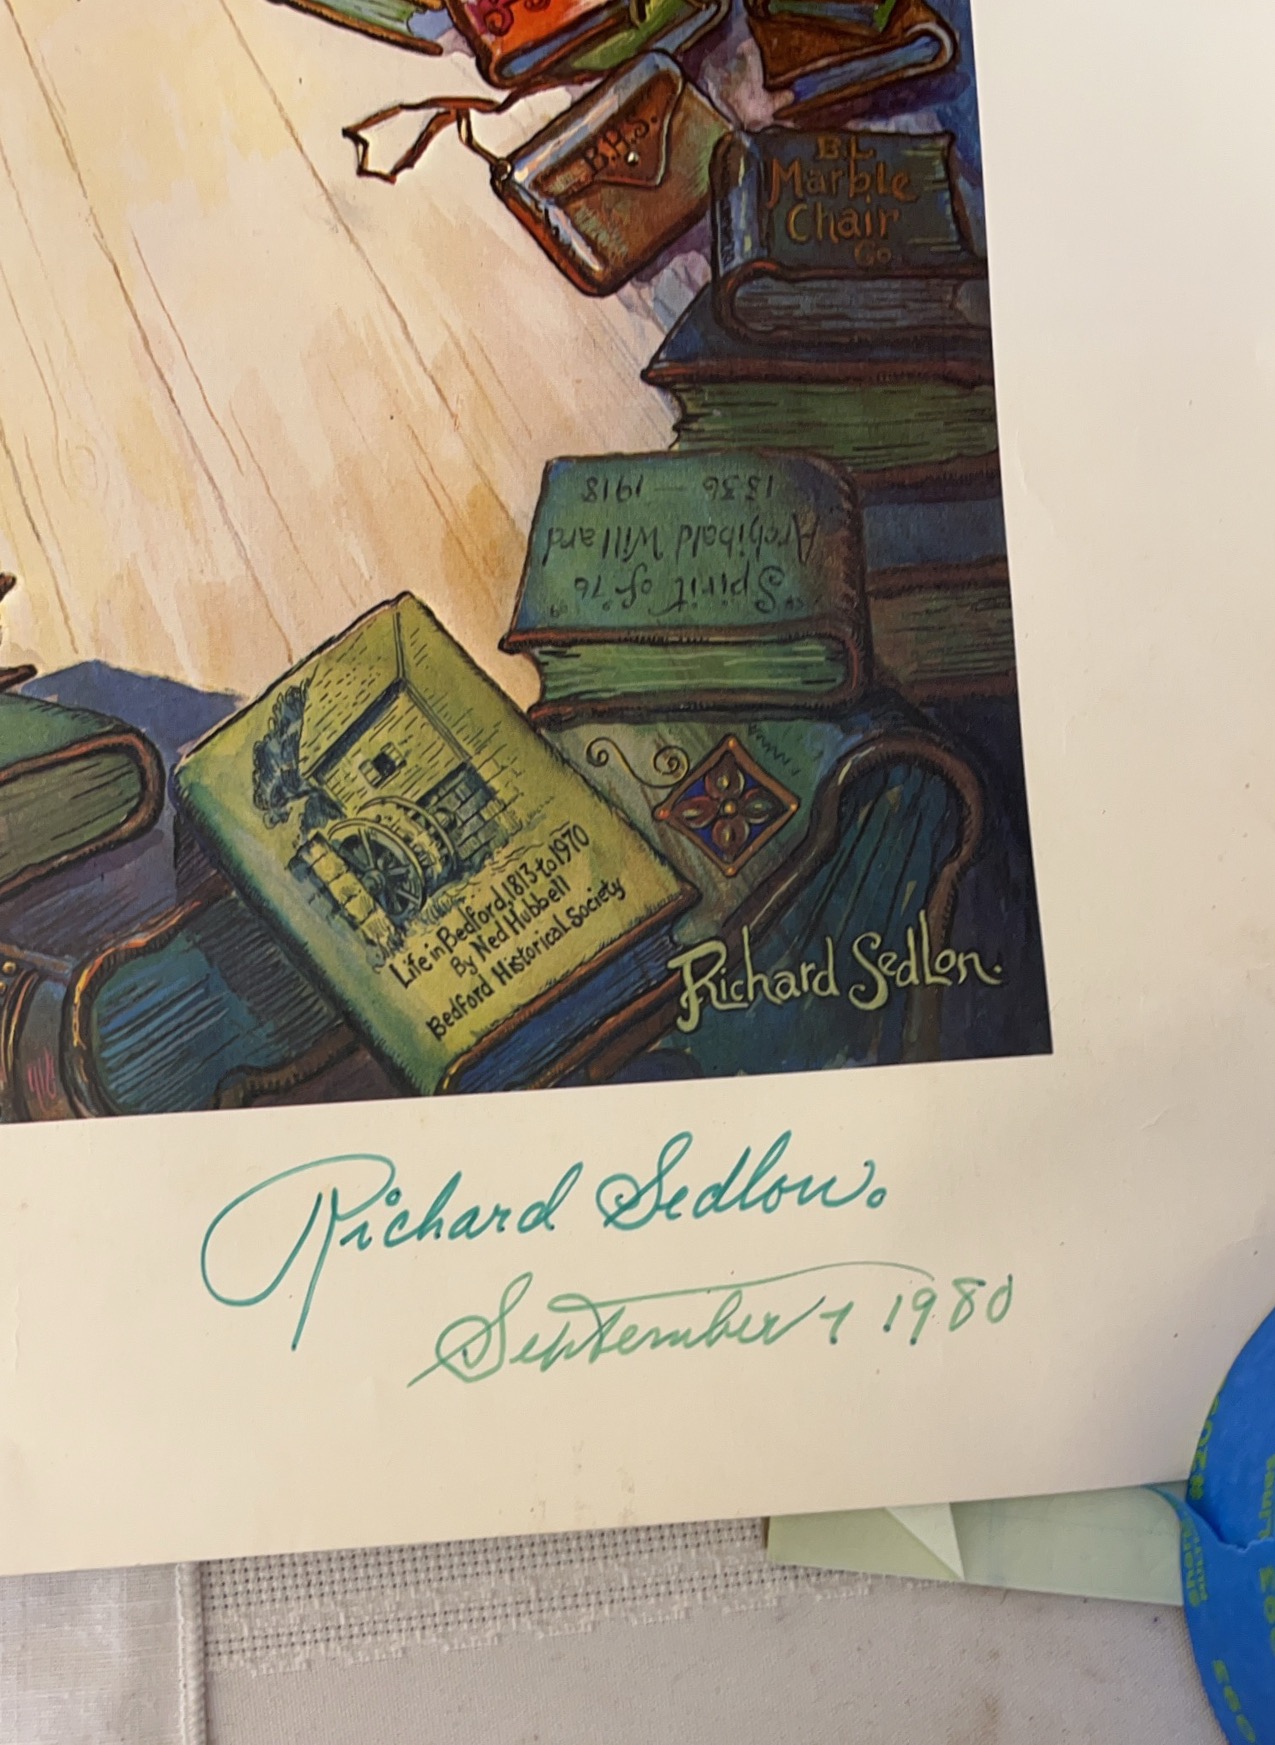 B.H.S.
B.L.
Marble
Chair
Co.
Spirit of '76
Archibald Willard
1836 — 1918
Life in Bedford, 1813 to 1970
By Ned Hubbell
Bedford Historical Society
Richard Sedlon.
Richard Sedlon.
September 7 1980